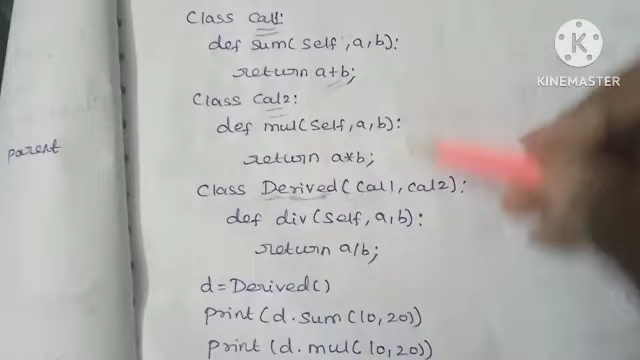 class Cal1:
def sum(self, a, b):
return a+b;
class Cal2:
def mul(self, a, b):
return a*b;
class Derived(Cal1, Cal2):
def div(self, a, b):
return a/b;
d=Derived()
print(d.sum(10,20))
print(d.mul(10,20))
parent
K
KINEMASTER